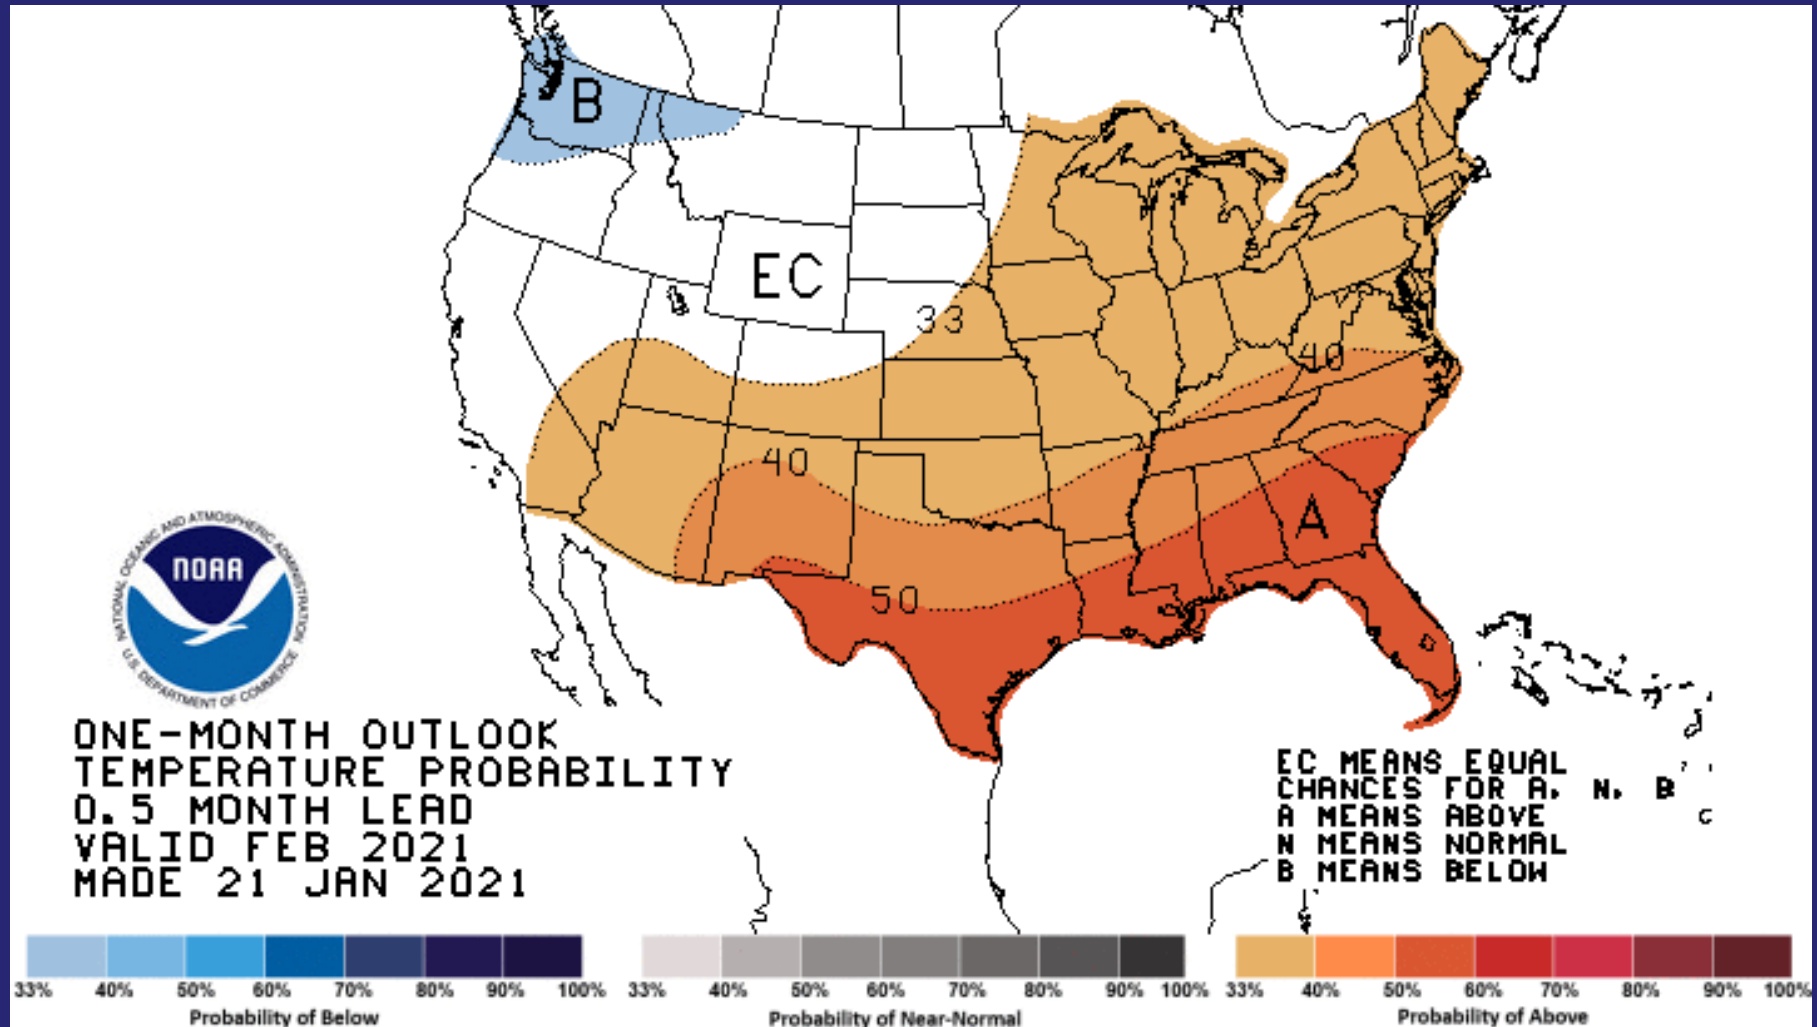 B
EC
33
40
40
A
50
NATIONAL OCEANIC AND ATMOSPHERIC ADMINISTRATION
NOAA
U.S. DEPARTMENT OF COMMERCE
ONE-MONTH OUTLOOK
TEMPERATURE PROBABILITY
0.5 MONTH LEAD
VALID FEB 2021
MADE 21 JAN 2021
EC MEANS EQUAL
CHANCES FOR A, N, B
A MEANS ABOVE
N MEANS NORMAL
B MEANS BELOW
33% 40% 50% 60% 70% 80% 90% 100%
Probability of Below
33% 40% 50% 60% 70% 80% 90% 100%
Probability of Near-Normal
33% 40% 50% 60% 70% 80% 90% 100%
Probability of Above